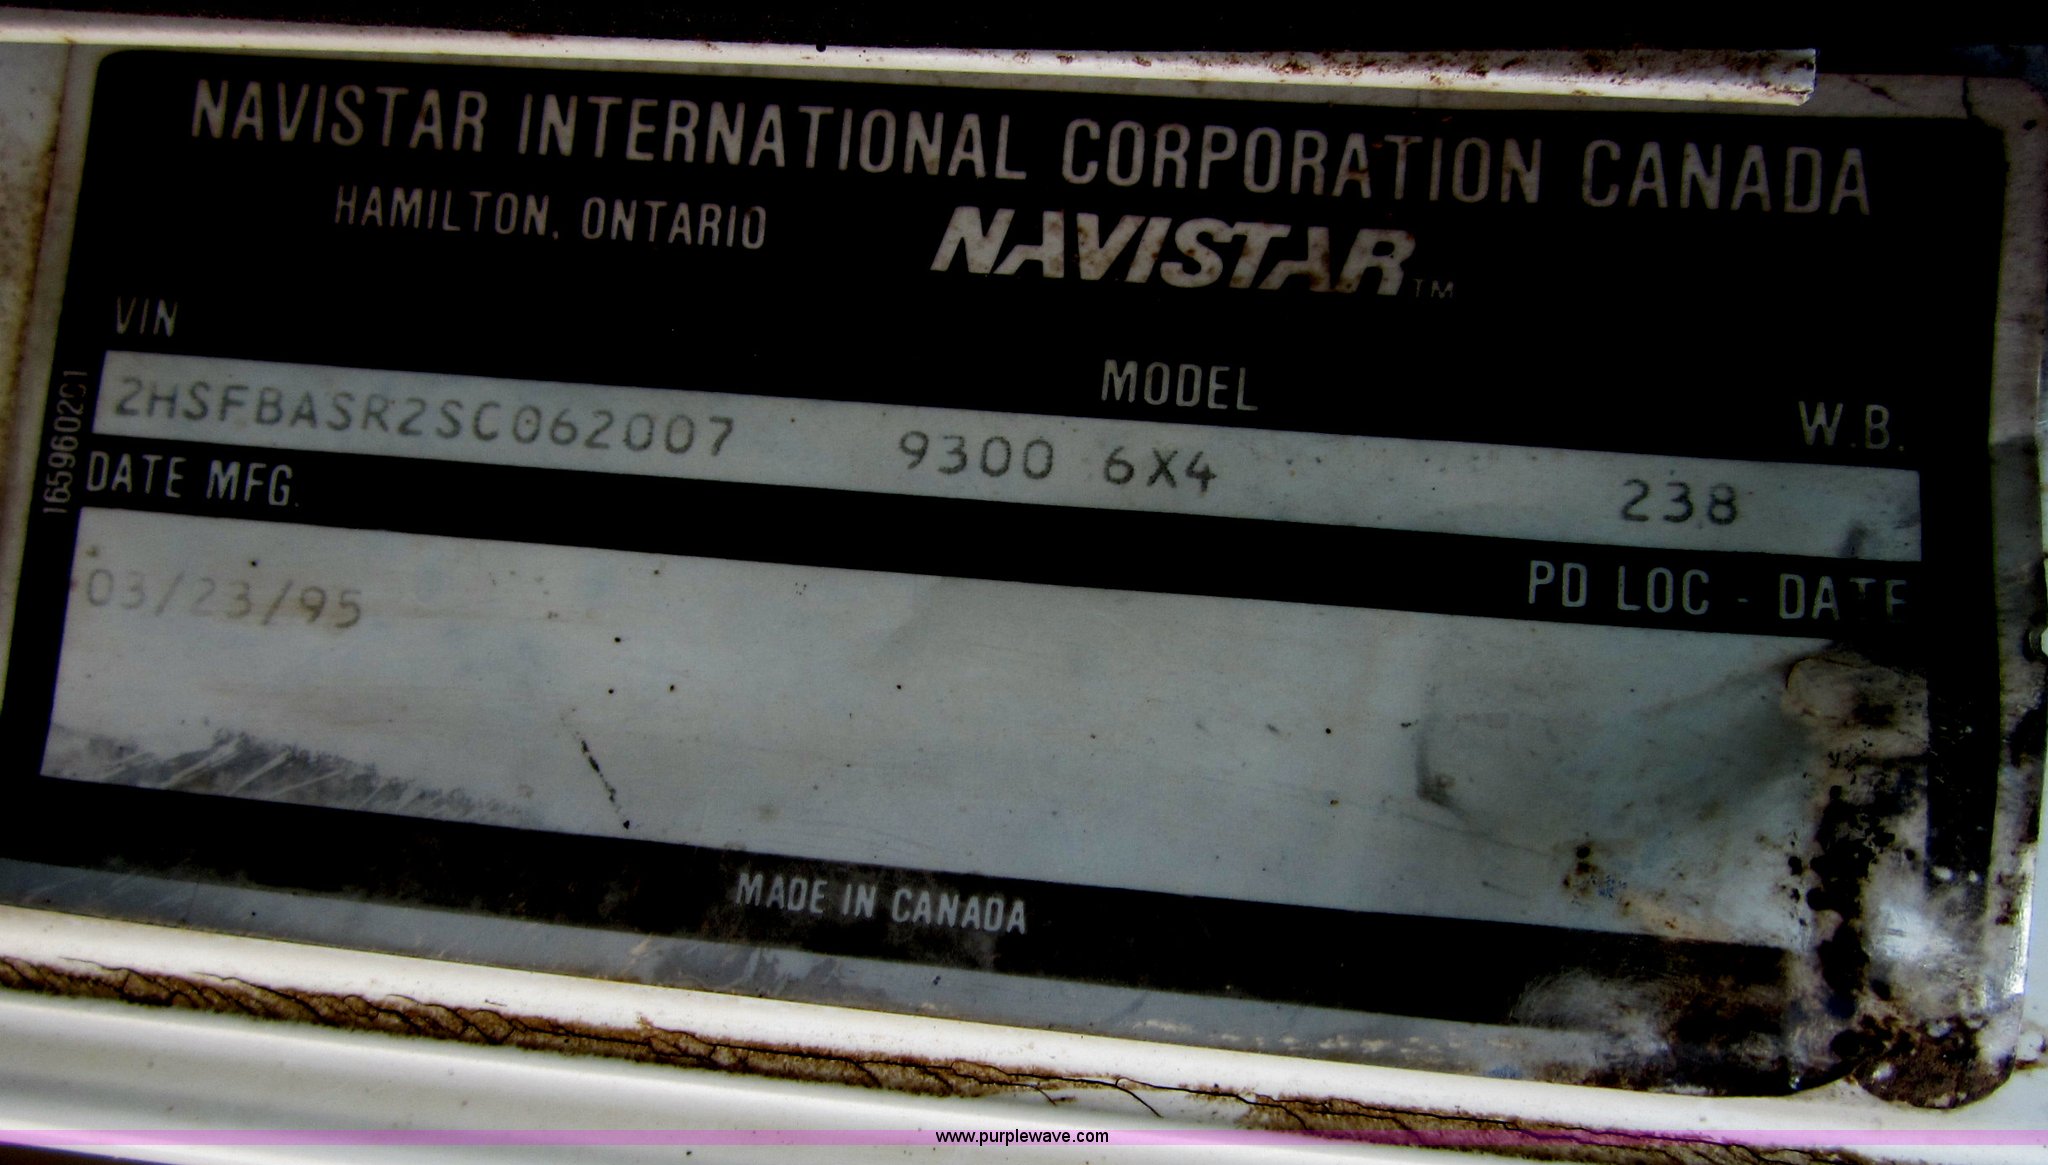 NAVISTAR INTERNATIONAL CORPORATION CANADA
HAMILTON, ONTARIO
NAVISTAR™
VIN
MODEL
W.B.
2HSFBASR2SC062007 9300 6X4 238
DATE MFG.
PD LOC - DATE
03/23/95
MADE IN CANADA
www.purplewave.com